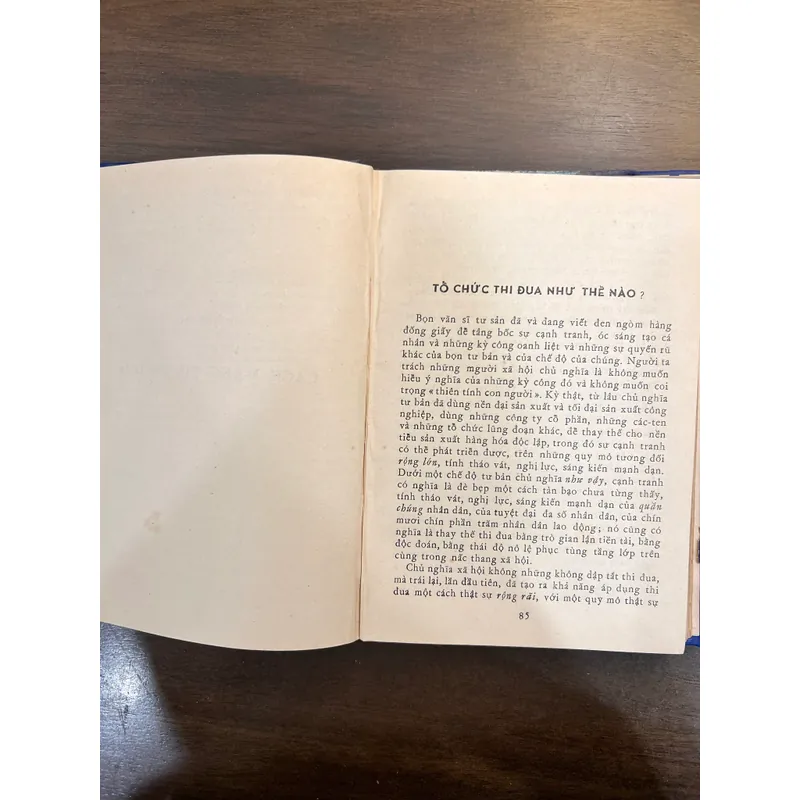 TỔ CHỨC THI ĐUA NHƯ THẾ NÀO ?
Bọn văn sĩ tư sản đã và đang viết đen ngòm hàng
đống giấy để tâng bốc sự cạnh tranh, óc sáng tạo cá
nhân và những kỳ công oanh liệt và những sự quyến rũ
khác của bọn tư bản và của chế độ của chúng. Người ta
trách những mgười xã hội chủ nghĩa là không muốn
hiểu ý nghĩa của những kỳ công đó và không muốn coi
trọng « thiên tính con người ». Kỳ thật, từ lâu chủ nghĩa
tư bản đã dùng nền đại sản xuất và tối đại sản xuất công
nghiệp, dùng những công ty cổ phần, những các-ten
và những tổ chức lũng đoạn khác, để thay thế cho nền
tiểu sản xuất hàng hóa độc lập, trong đó sự cạnh tranh
có thể phát triển được, trên những quy mô tương đối
rộng lớn, tính tháo vát, nghị lực, sáng kiến mạnh dạn.
Dưới một chế độ tư bản chủ nghĩa như vậy, cạnh tranh
có nghĩa là đè bẹp một cách tàn bạo chưa từng thấy,
tính tháo vát, nghị lực, sáng kiến mạnh dạn của quần
chúng nhân dân, của tuyệt đại đa số nhân dân, của chín
mươi chín phần trăm nhân dân lao động ; nó cũng có
nghĩa là thay thế thi đua bằng trò gian lận tiền tài, bằng
độc đoán, bằng thái độ nô lệ phục tùng tầng lớp trên
cùng trong nấc thang xã hội.
Chủ nghĩa xã hội không những không dập tắt thi đua,
mà trái lại, lần đầu tiên, đã tạo ra khả năng áp dụng thi
đua một cách thật sự rộng rãi, với một quy mô thật sự
85